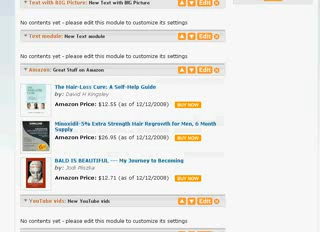 Text with BIG Picture: New Text with BIG Picture Edit
No contents yet - please edit this module to customize its settings
Text module: New Text module Edit
No contents yet - please edit this module to customize its settings
Amazon: Great Stuff on Amazon Edit
The Hair-Loss Cure: A Self-Help Guide
by: David H Kingsley
Amazon Price: $12.55 (as of 12/12/2008) BUY NOW
Minoxidil-5% Extra Strength Hair Regrowth for Men, 6 Month
Supply
Amazon Price: $26.95 (as of 12/12/2008) BUY NOW
BALD IS BEAUTIFUL --- My Journey to Becoming
by: Jodi Pliszka
Amazon Price: $12.71 (as of 12/12/2008) BUY NOW
YouTube vids: New YouTube vids Edit
No contents yet - please edit this module to customize its settings